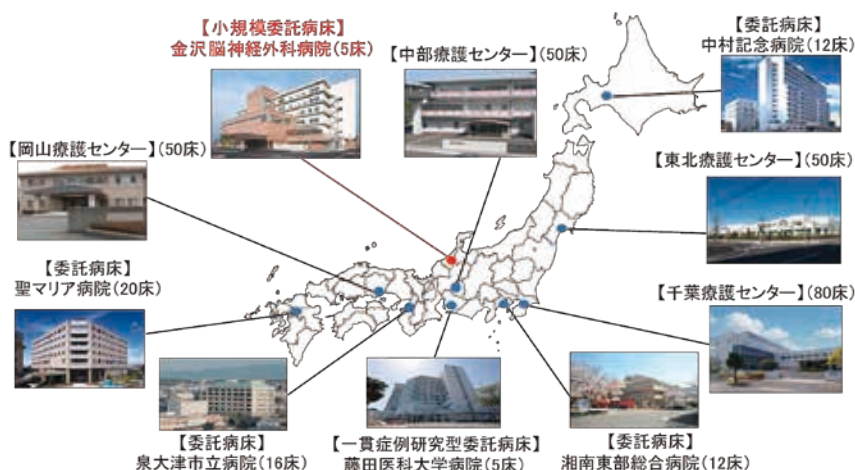 【小規模委託病床】
金沢脳神経外科病院(5床)
【中部療護センター】(50床)
【委託病床】
中村記念病院(12床)
【岡山療護センター】(50床)
【東北療護センター】(50床)
【委託病床】
聖マリア病院(20床)
【千葉療護センター】(80床)
【委託病床】
泉大津市立病院(16床)
【一貫症例研究型委託病床】
藤田医科大学病院(5床)
【委託病床】
湘南東部総合病院(12床)